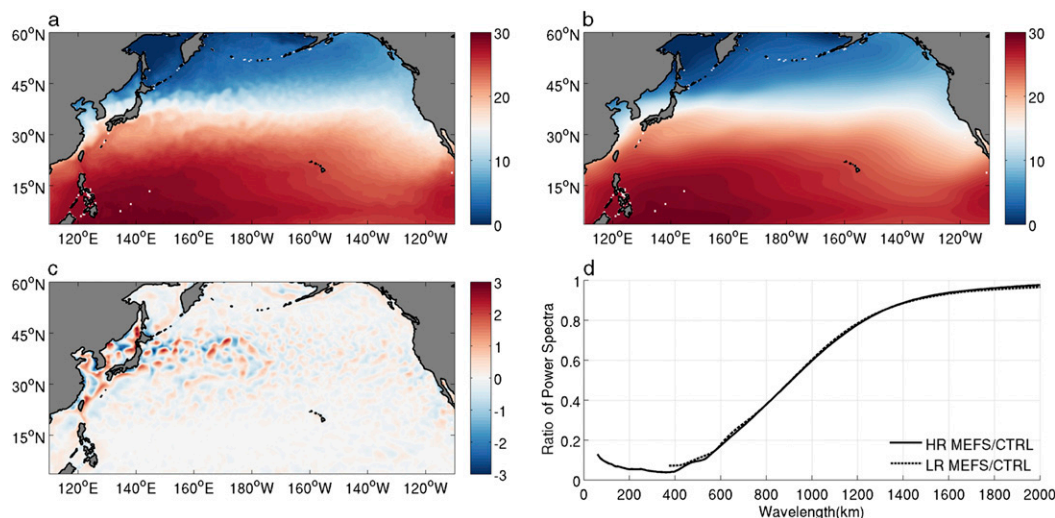 a
60°N
45°N
30°N
15°N
120°E 140°E 160°E 180°W 160°W 140°W 120°W
30
20
10
0
b
60°N
45°N
30°N
15°N
120°E 140°E 160°E 180°W 160°W 140°W 120°W
30
20
10
0
c
60°N
45°N
30°N
15°N
120°E 140°E 160°E 180°W 160°W 140°W 120°W
3
2
1
0
-1
-2
-3
d
Ratio of Power Spectra
1
0.8
0.6
0.4
0.2
0
HR MEFS/CTRL
LR MEFS/CTRL
0 200 400 600 800 1000 1200 1400 1600 1800 2000
Wavelength(km)